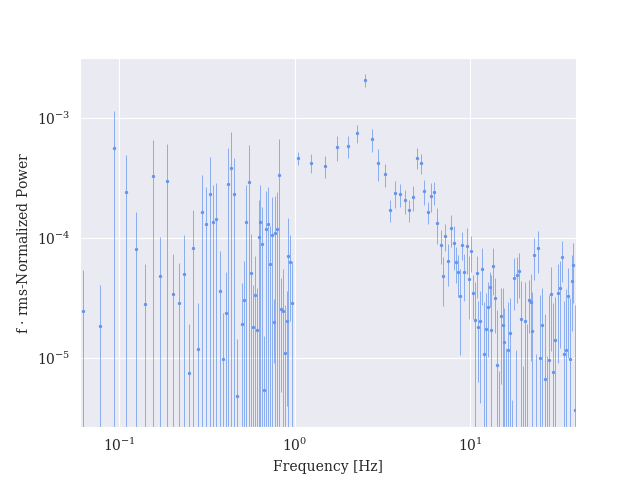 f · rms-Normalized Power
10⁻³
10⁻⁴
10⁻⁵
10⁻¹ 10⁰ 10¹
Frequency [Hz]